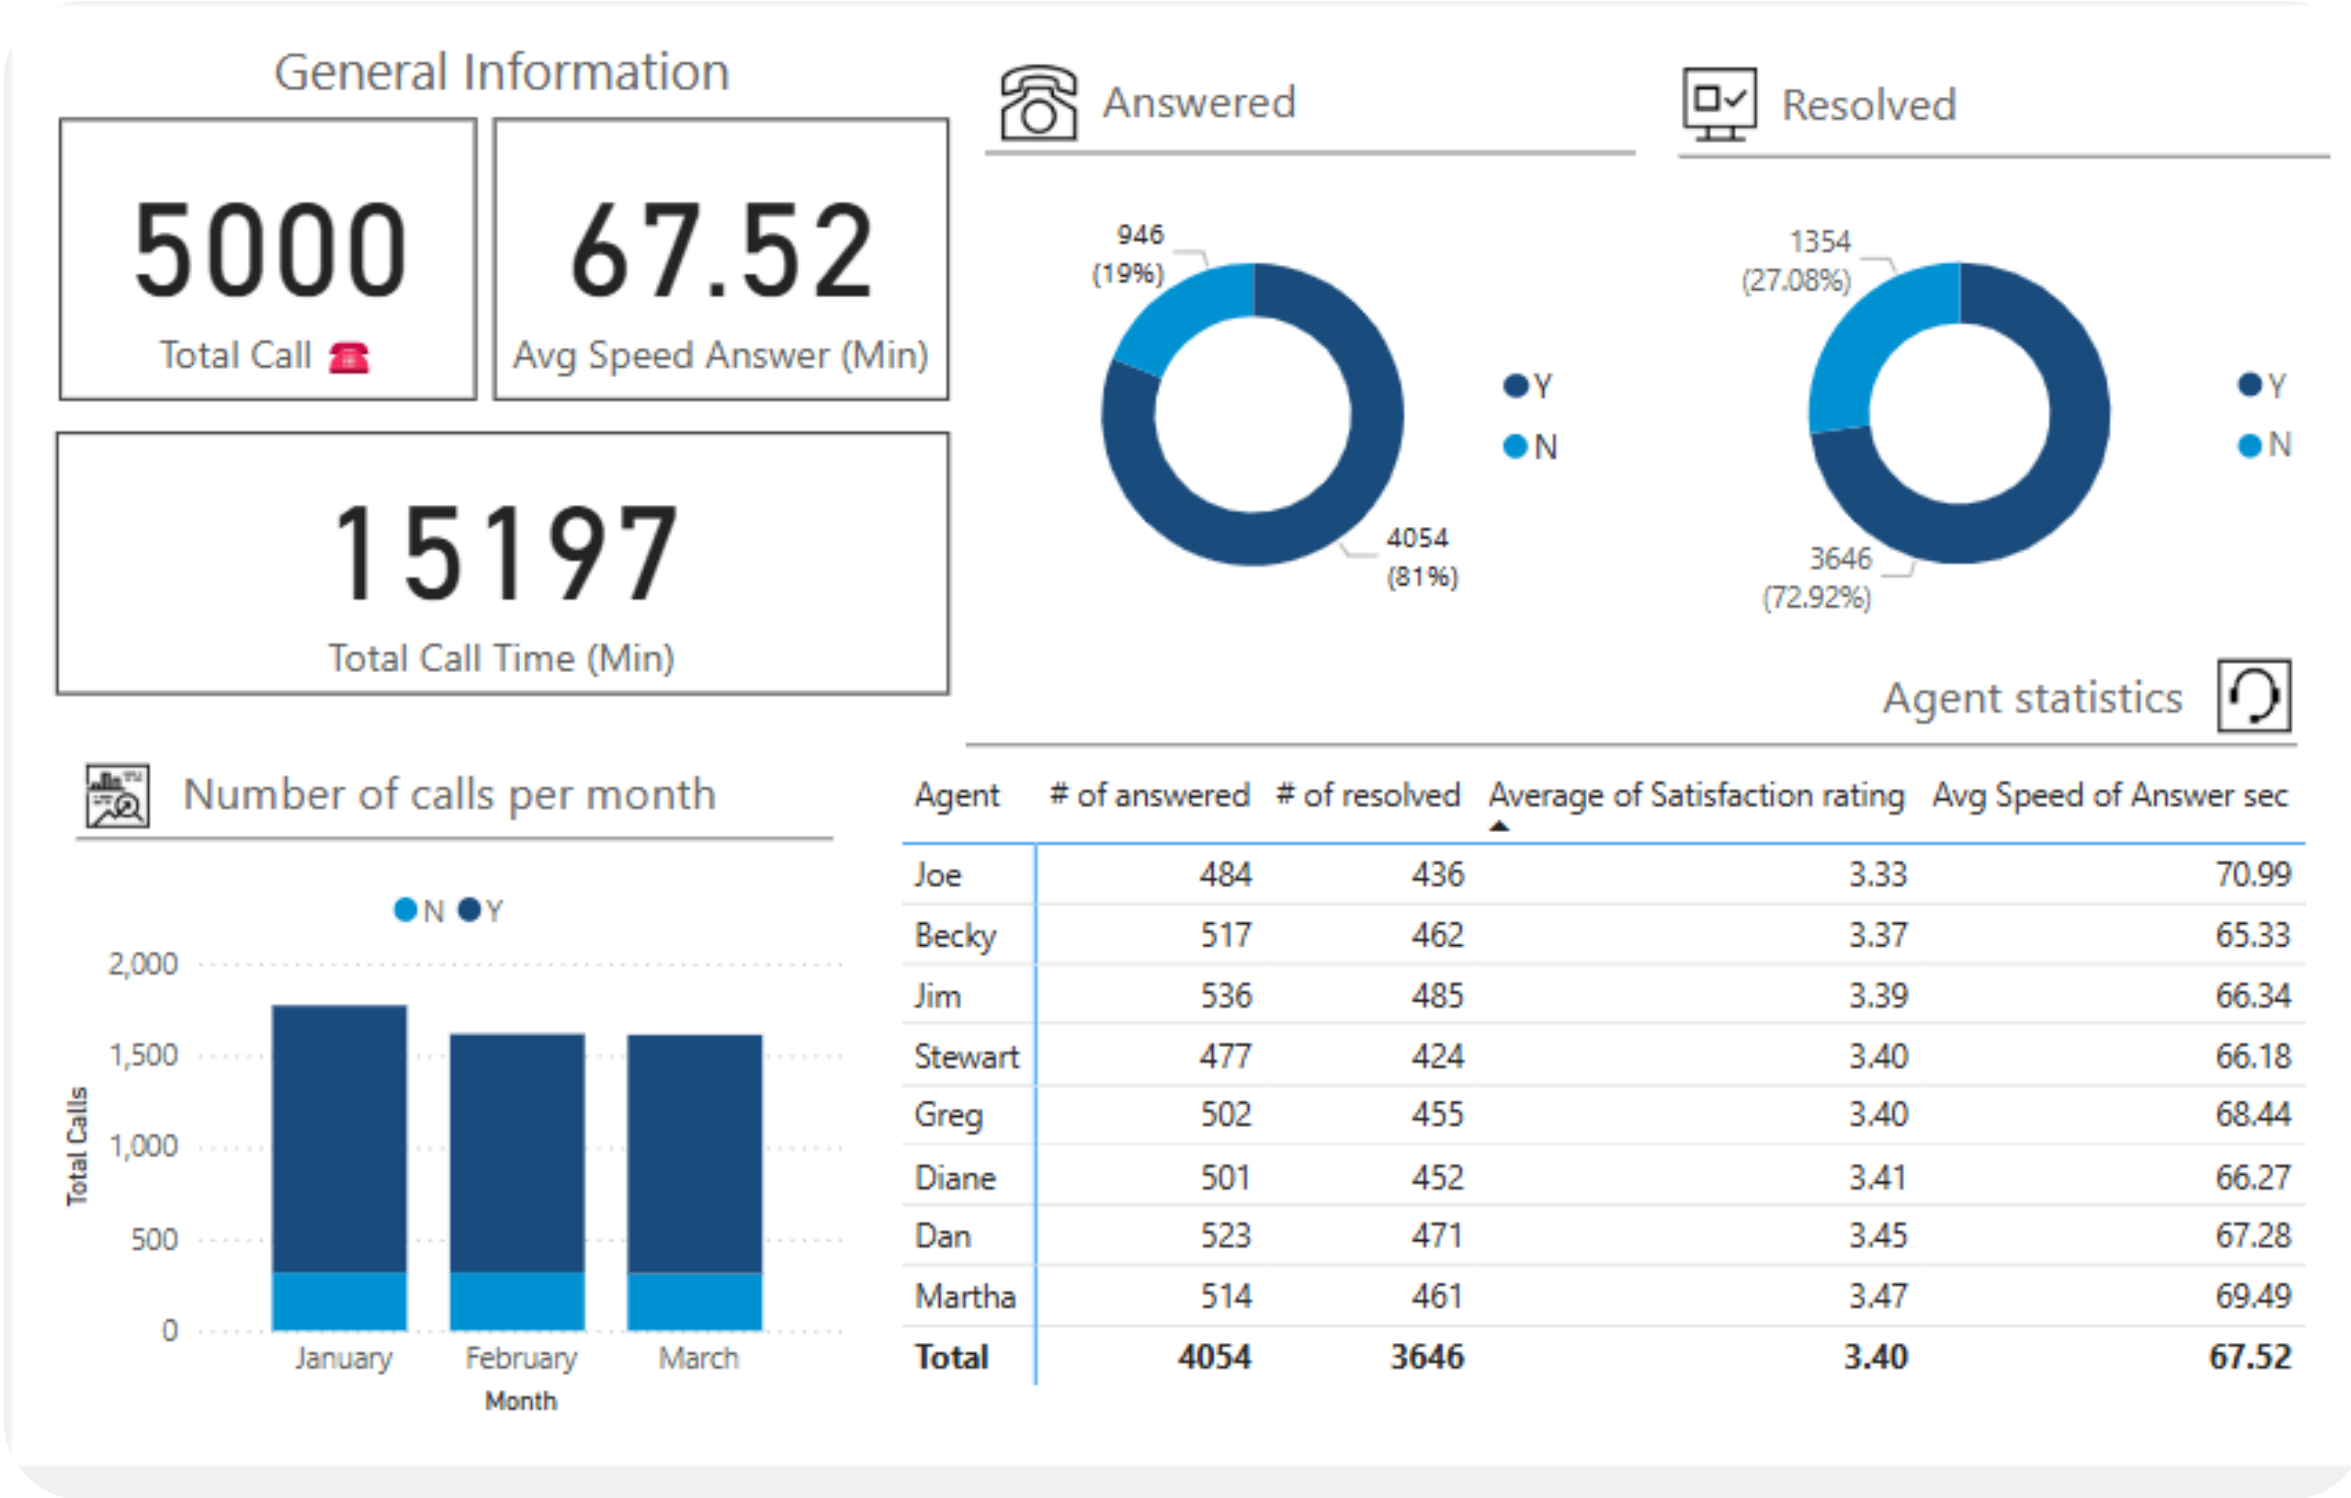 General Information
5000
Total Call ☎
67.52
Avg Speed Answer (Min)
15197
Total Call Time (Min)
Answered
946
(19%)
4054
(81%)
Y
N
Resolved
1354
(27.08%)
3646
(72.92%)
Y
N
Number of calls per month
N Y
Total Calls
2,000
1,500
1,000
500
0
January February March
Month
Agent statistics
Agent # of answered # of resolved Average of Satisfaction rating Avg Speed of Answer sec
Joe 484 436 3.33 70.99
Becky 517 462 3.37 65.33
Jim 536 485 3.39 66.34
Stewart 477 424 3.40 66.18
Greg 502 455 3.40 68.44
Diane 501 452 3.41 66.27
Dan 523 471 3.45 67.28
Martha 514 461 3.47 69.49
Total 4054 3646 3.40 67.52